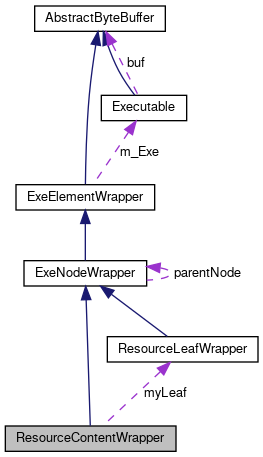 AbstractByteBuffer
buf
Executable
m_Exe
ExeElementWrapper
ExeNodeWrapper
parentNode
ResourceLeafWrapper
myLeaf
ResourceContentWrapper